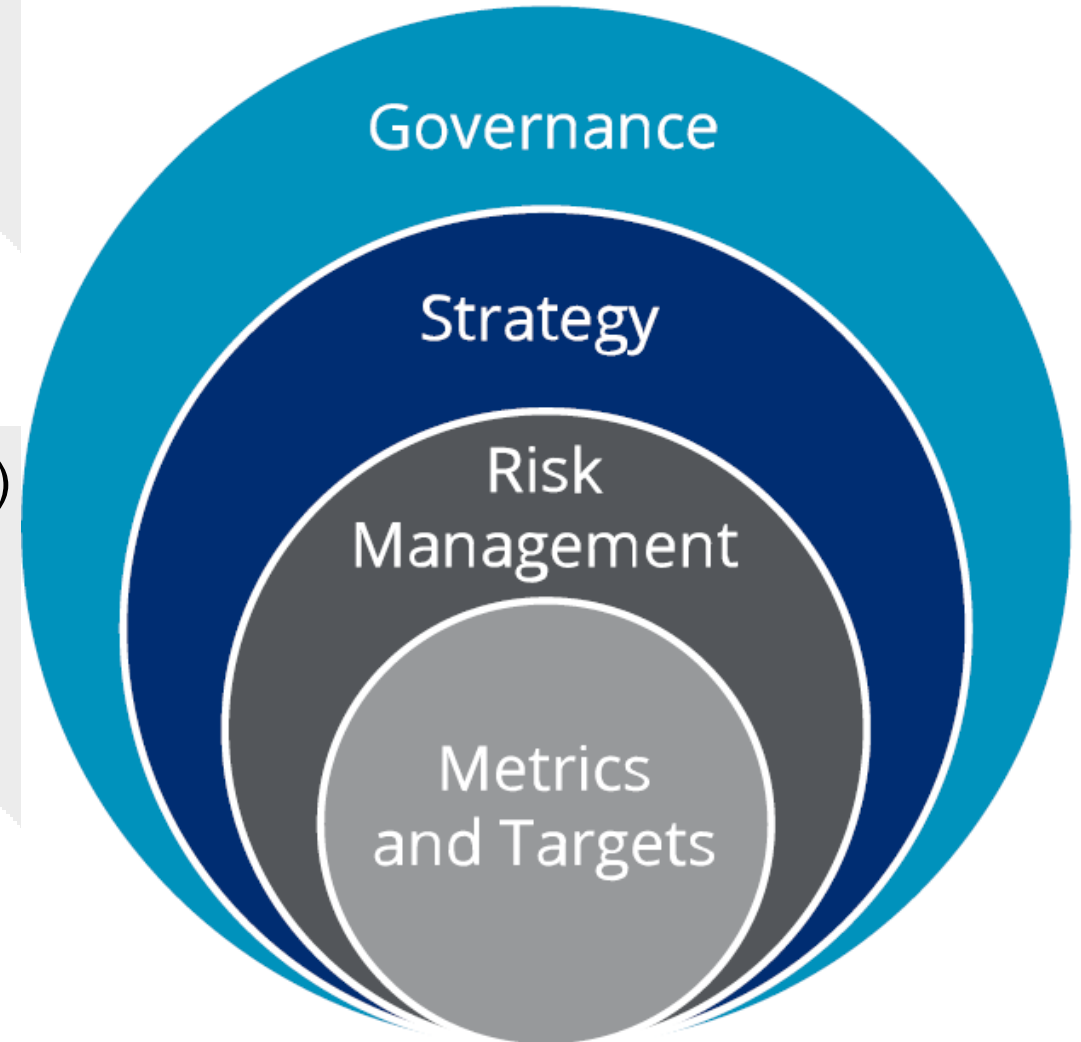 Governance
Strategy
)
Risk
Management
Metrics
and Targets